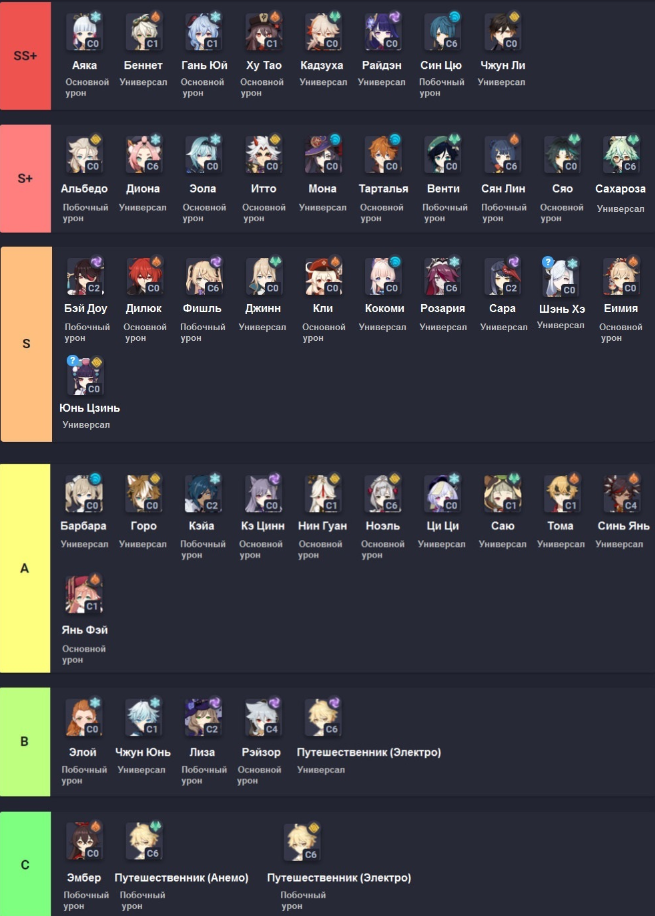 SS+
C0 C1 C1 C1 C0 C0 C6 C0
Аяка Беннет Гань Юй Ху Тао Кадзуха Райдэн Син Цю Чжун Ли
Основной урон Универсал Основной урон Основной урон Универсал Универсал Побочный урон Универсал
S+
C0 C6 C0 C0 C0 C0 C0 C6 C0 C6
Альбедо Диона Эола Итто Мона Тарталья Венти Сян Лин Сяо Сахароза
Побочный урон Универсал Основной урон Основной урон Универсал Основной урон Побочный урон Побочный урон Основной урон Универсал
S
C2 C0 C6 C0 C0 C0 C6 C2 ? C0 C0
Бэй Доу Дилюк Фишль Джинн Кли Кокоми Розария Сара Шэнь Хэ Еимия
Побочный урон Основной урон Побочный урон Универсал Основной урон Универсал Универсал Универсал Универсал Основной урон
? C0
Юнь Цзинь
Универсал
A
C0 C0 C2 C0 C1 C6 C0 C1 C1 C4
Барбара Горо Кэйа Кэ Цинн Нин Гуан Ноэль Ци Ци Саю Тома Синь Янь
Универсал Универсал Побочный урон Основной урон Основной урон Основной урон Универсал Универсал Универсал Универсал
C1
Янь Фэй
Основной урон
B
C0 C1 C2 C4 C6
Элой Чжун Юнь Лиза Рэйзор Путешественник (Электро)
Побочный урон Универсал Побочный урон Основной урон Универсал
C
C0 C6 C6
Эмбер Путешественник (Анемо) Путешественник (Электро)
Побочный урон Побочный урон Побочный урон